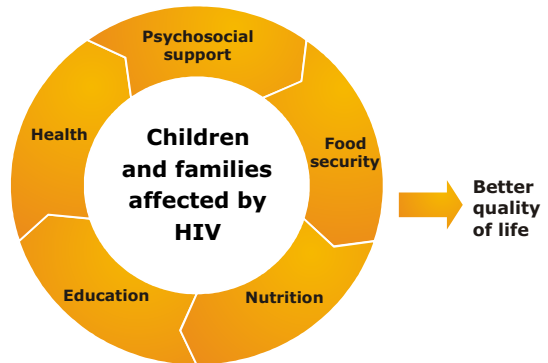 Psychosocial
support
Health
Children
and families
affected by
HIV
Food
security
Better
quality
of life
Education
Nutrition